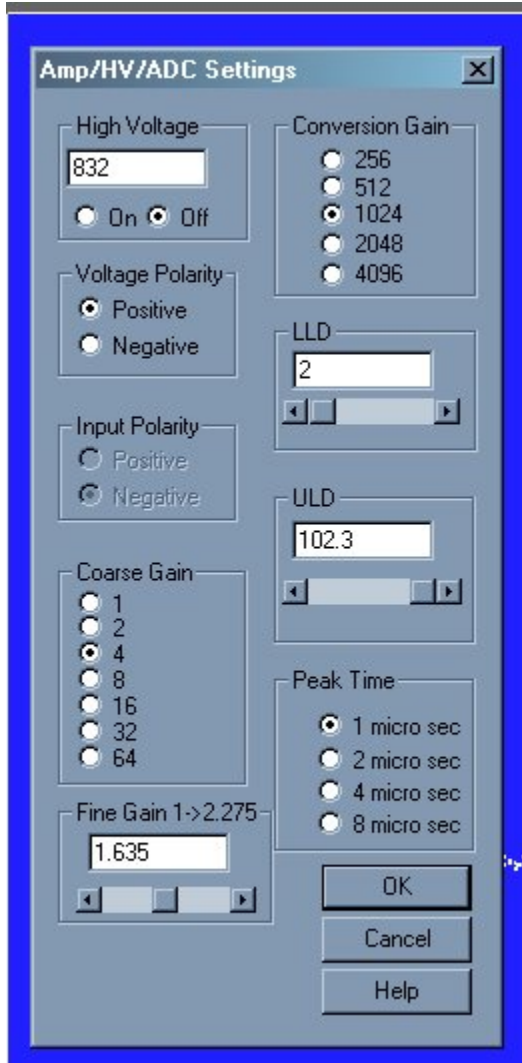 Amp/HV/ADC Settings
High Voltage
832
On Off
Voltage Polarity
Positive
Negative
Input Polarity
Positive
Negative
Coarse Gain
1
2
4
8
16
32
64
Fine Gain 1->2.275
1.635
Conversion Gain
256
512
1024
2048
4096
LLD
2
ULD
102.3
Peak Time
1 micro sec
2 micro sec
4 micro sec
8 micro sec
OK
Cancel
Help